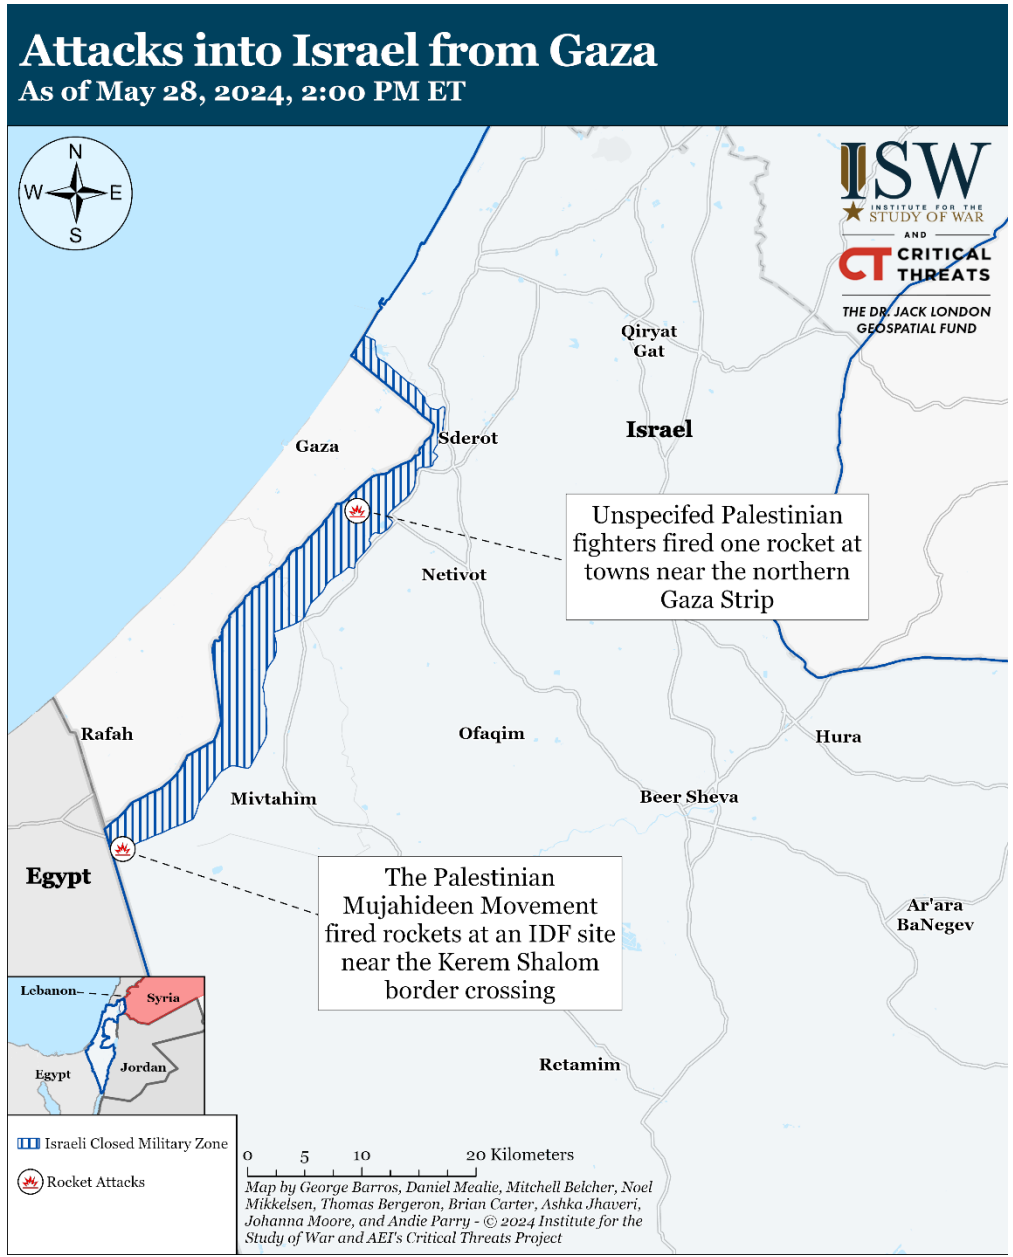 Attacks into Israel from Gaza
As of May 28, 2024, 2:00 PM ET
N
W
E
S
ISW
INSTITUTE FOR THE
STUDY OF WAR
AND
CT CRITICAL
THREATS
THE DR. JACK LONDON
GEOSPATIAL FUND
Qiryat
Gat
Israel
Gaza
Sderot
Unspecifed Palestinian
fighters fired one rocket at
towns near the northern
Gaza Strip
Netivot
Rafah
Ofaqim
Hura
Mivtahim
Beer Sheva
Egypt
The Palestinian
Mujahideen Movement
fired rockets at an IDF site
near the Kerem Shalom
border crossing
Ar'ara
BaNegev
Lebanon
Syria
Egypt
Jordan
Retamim
Israeli Closed Military Zone
Rocket Attacks
0 5 10 20 Kilometers
Map by George Barros, Daniel Mealie, Mitchell Belcher, Noel
Mikkelsen, Thomas Bergeron, Brian Carter, Ashka Jhaveri,
Johanna Moore, and Andie Parry - © 2024 Institute for the
Study of War and AEI's Critical Threats Project